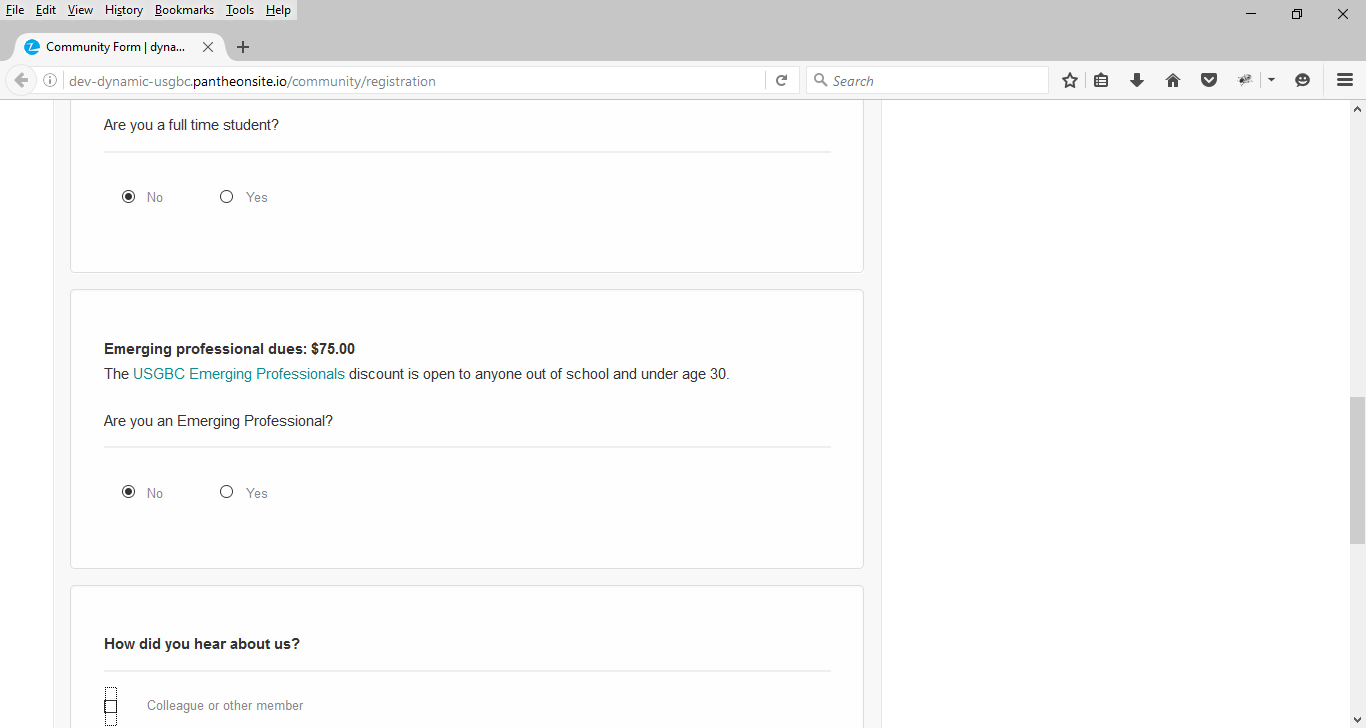 File Edit View History Bookmarks Tools Help
Community Form | dyna...
dev-dynamic-usgbc.pantheonsite.io/community/registration
Search
Are you a full time student?
No Yes
Emerging professional dues: $75.00
The USGBC Emerging Professionals discount is open to anyone out of school and under age 30.
Are you an Emerging Professional?
No Yes
How did you hear about us?
Colleague or other member